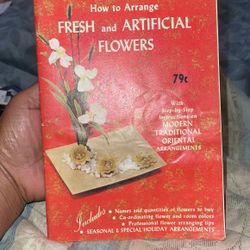 How to Arrange
FRESH and ARTIFICIAL
FLOWERS
79¢
With
Step-by-Step
Instructions on
MODERN
TRADITIONAL
ORIENTAL
ARRANGEMENTS
Includes
• Names and quantities of flowers to buy
• Co-ordinating flower and room colors
• Professional flower arranging tips
• SEASONAL & SPECIAL HOLIDAY ARRANGEMENTS